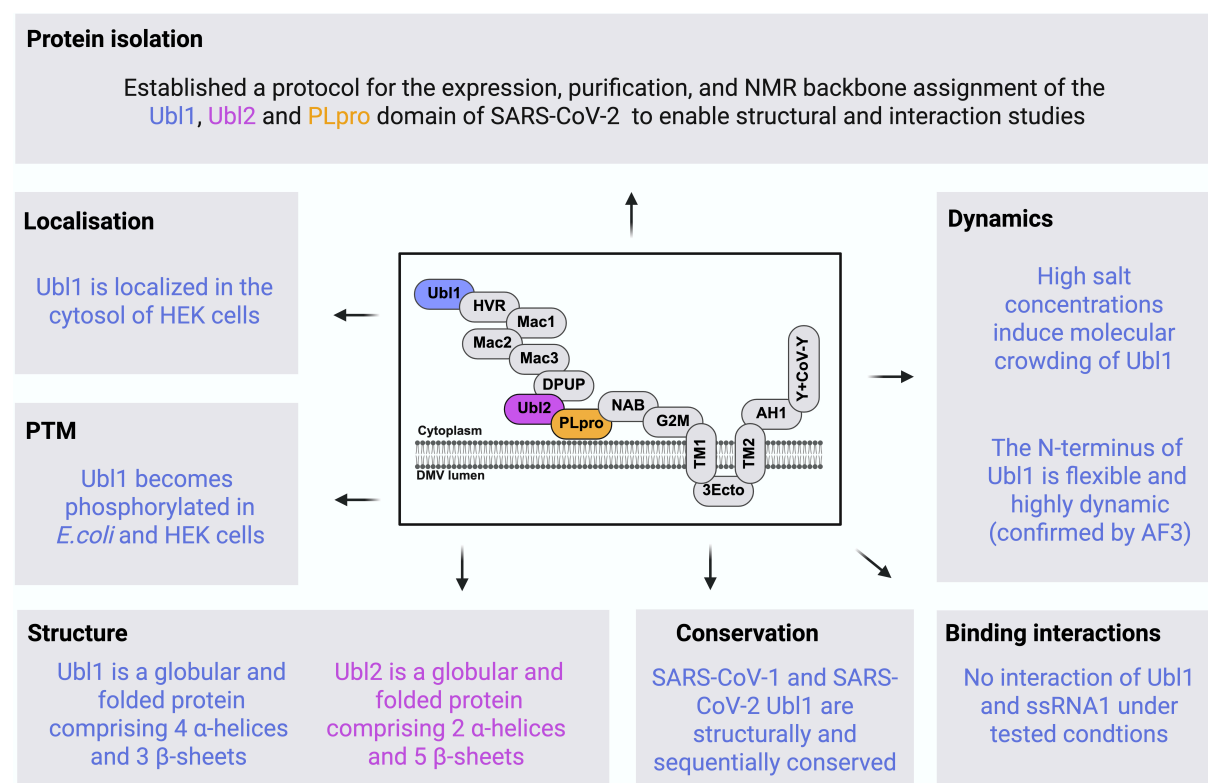 Protein isolation
Established a protocol for the expression, purification, and NMR backbone assignment of the
Ubl1, Ubl2 and PLpro domain of SARS-CoV-2 to enable structural and interaction studies
Localisation
Ubl1 is localized in the
cytosol of HEK cells
PTM
Ubl1 becomes
phosphorylated in
E.coli and HEK cells
Ubl1
HVR
Mac1
Mac2
Mac3
DPUP
Ubl2
PLpro
NAB
G2M
TM1
3Ecto
TM2
AH1
Y+CoV-Y
Cytoplasm
DMV lumen
Dynamics
High salt
concentrations
induce molecular
crowding of Ubl1
The N-terminus of
Ubl1 is flexible and
highly dynamic
(confirmed by AF3)
Structure
Ubl1 is a globular and
folded protein
comprising 4 α-helices
and 3 β-sheets
Ubl2 is a globular and
folded protein
comprising 2 α-helices
and 5 β-sheets
Conservation
SARS-CoV-1 and SARS-
CoV-2 Ubl1 are
structurally and
sequentially conserved
Binding interactions
No interaction of Ubl1
and ssRNA1 under
tested condtions